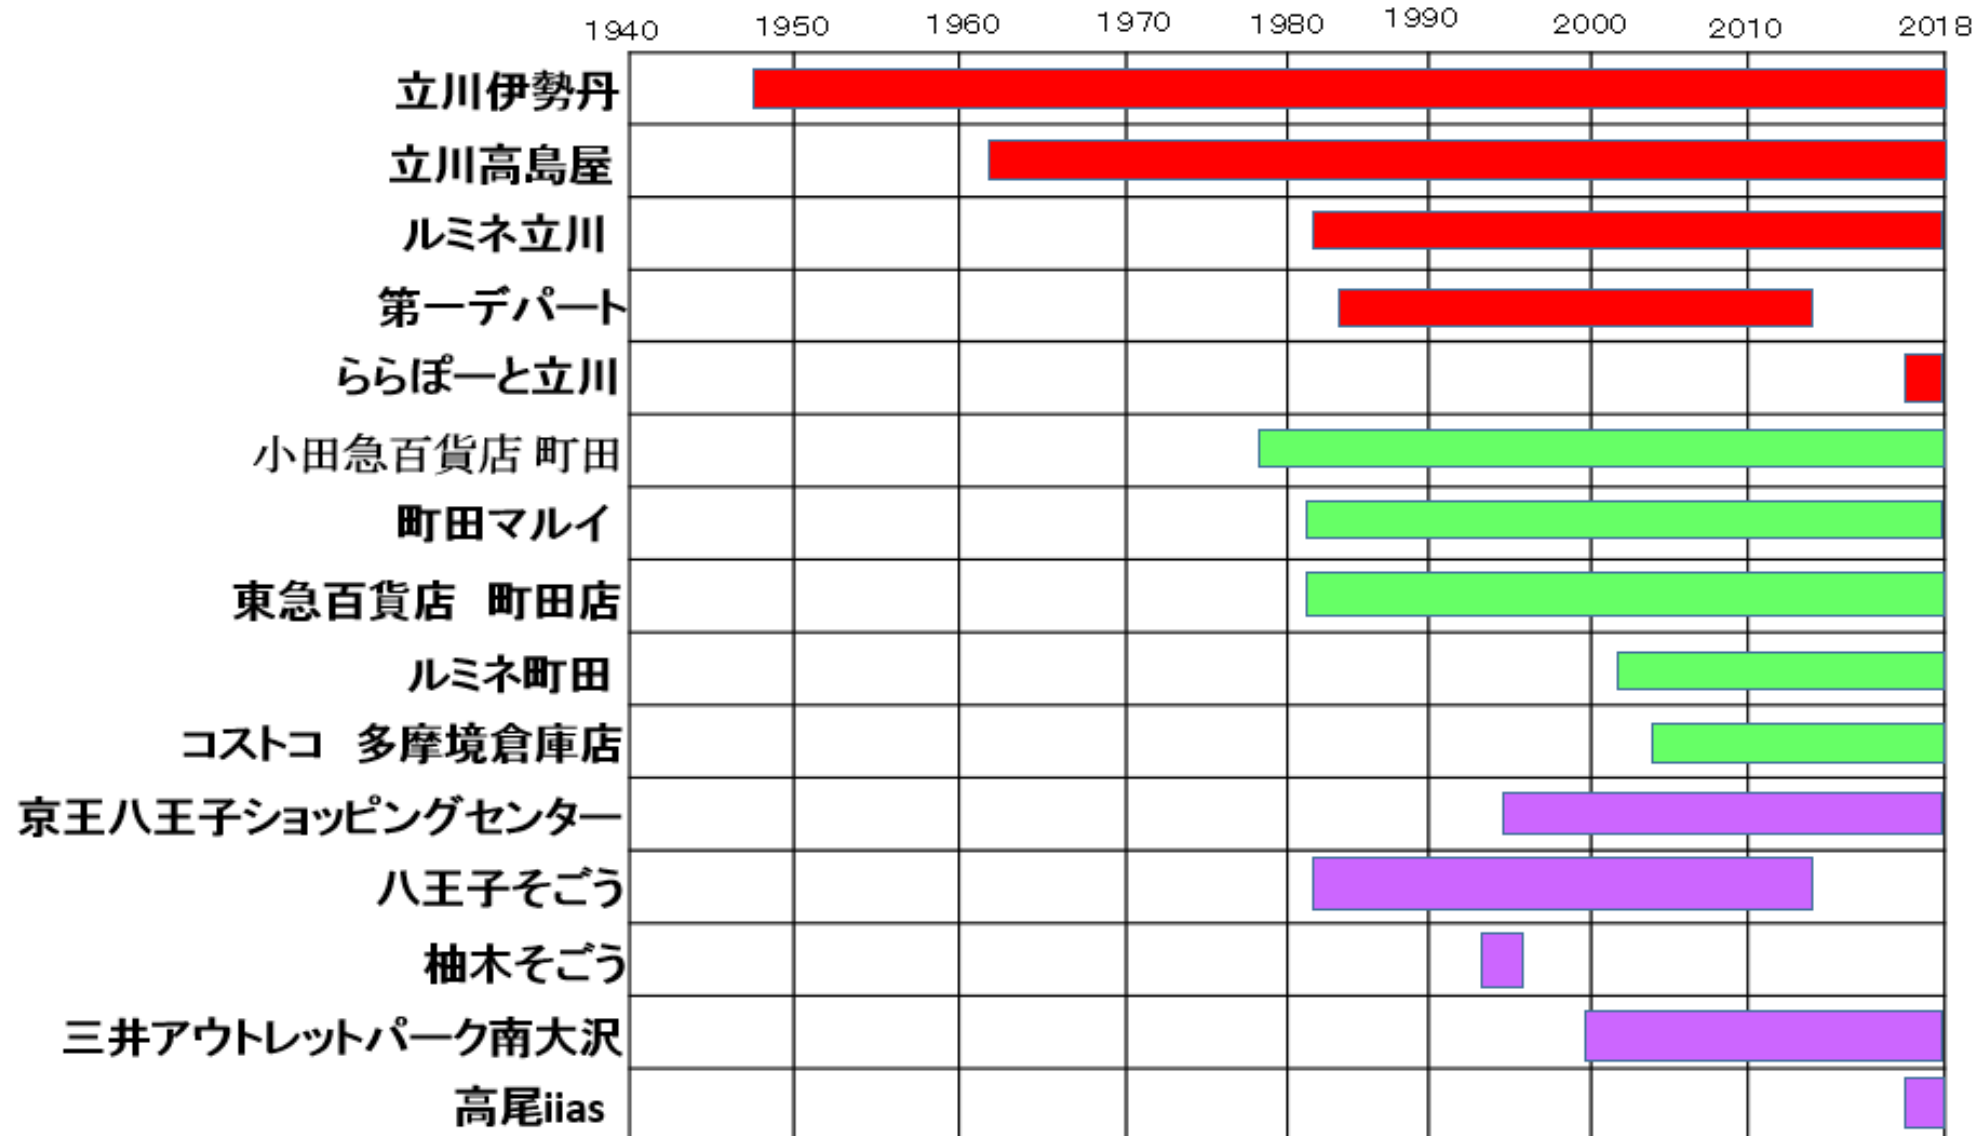 1940 1950 1960 1970 1980 1990 2000 2010 2018
立川伊勢丹
立川高島屋
ルミネ立川
第一デパート
ららぽーと立川
小田急百貨店 町田
町田マルイ
東急百貨店　町田店
ルミネ町田
コストコ　多摩境倉庫店
京王八王子ショッピングセンター
八王子そごう
柚木そごう
三井アウトレットパーク南大沢
高尾iias